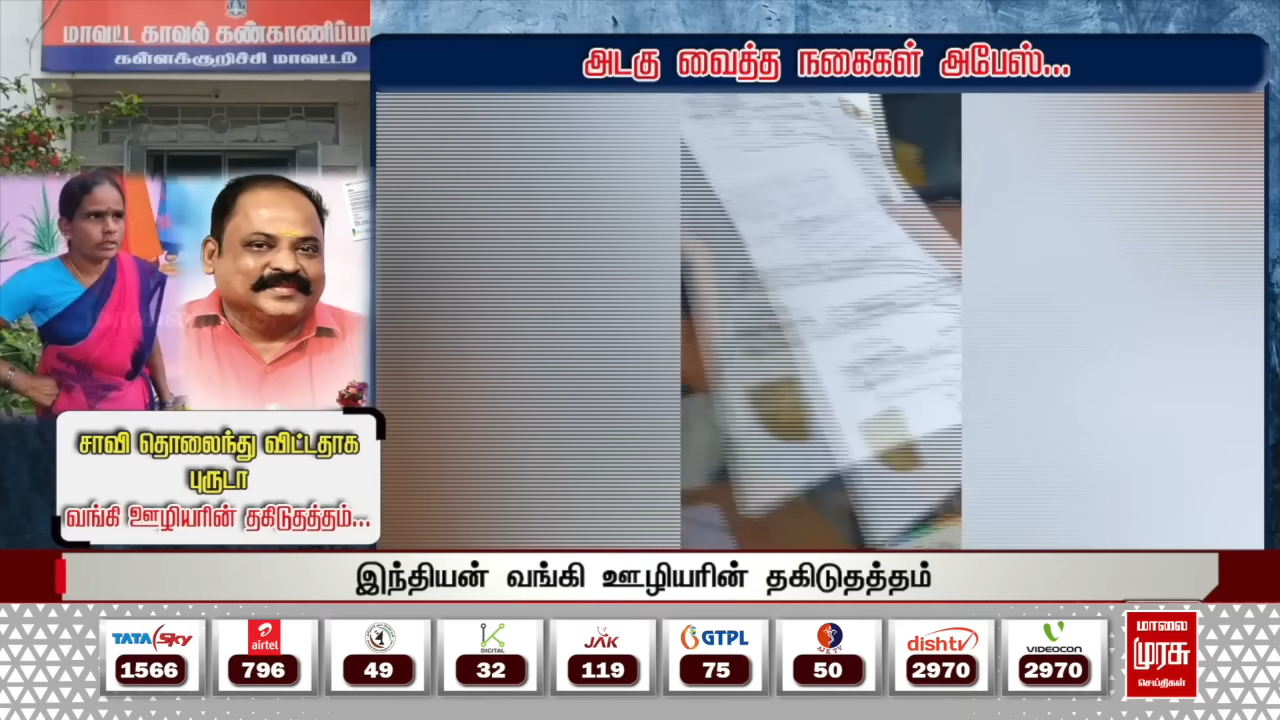 மாவட்ட காவல் கண்காணிப்பா
கள்ளக்குறிச்சி மாவட்டம்
அடகு வைத்த நகைகள் அபேஸ்...
சாவி தொலைந்து விட்டதாக
புருடா
வங்கி ஊழியரின் தகிடுதத்தம்...
இந்தியன் வங்கி ஊழியரின் தகிடுதத்தம்
TATA Sky
1566
airtel
796
49
DIGITAL
32
JAK
119
GTPL
75
50
dishtv
2970
VIDEOCON
2970
மாலை
முரசு
செய்திகள்